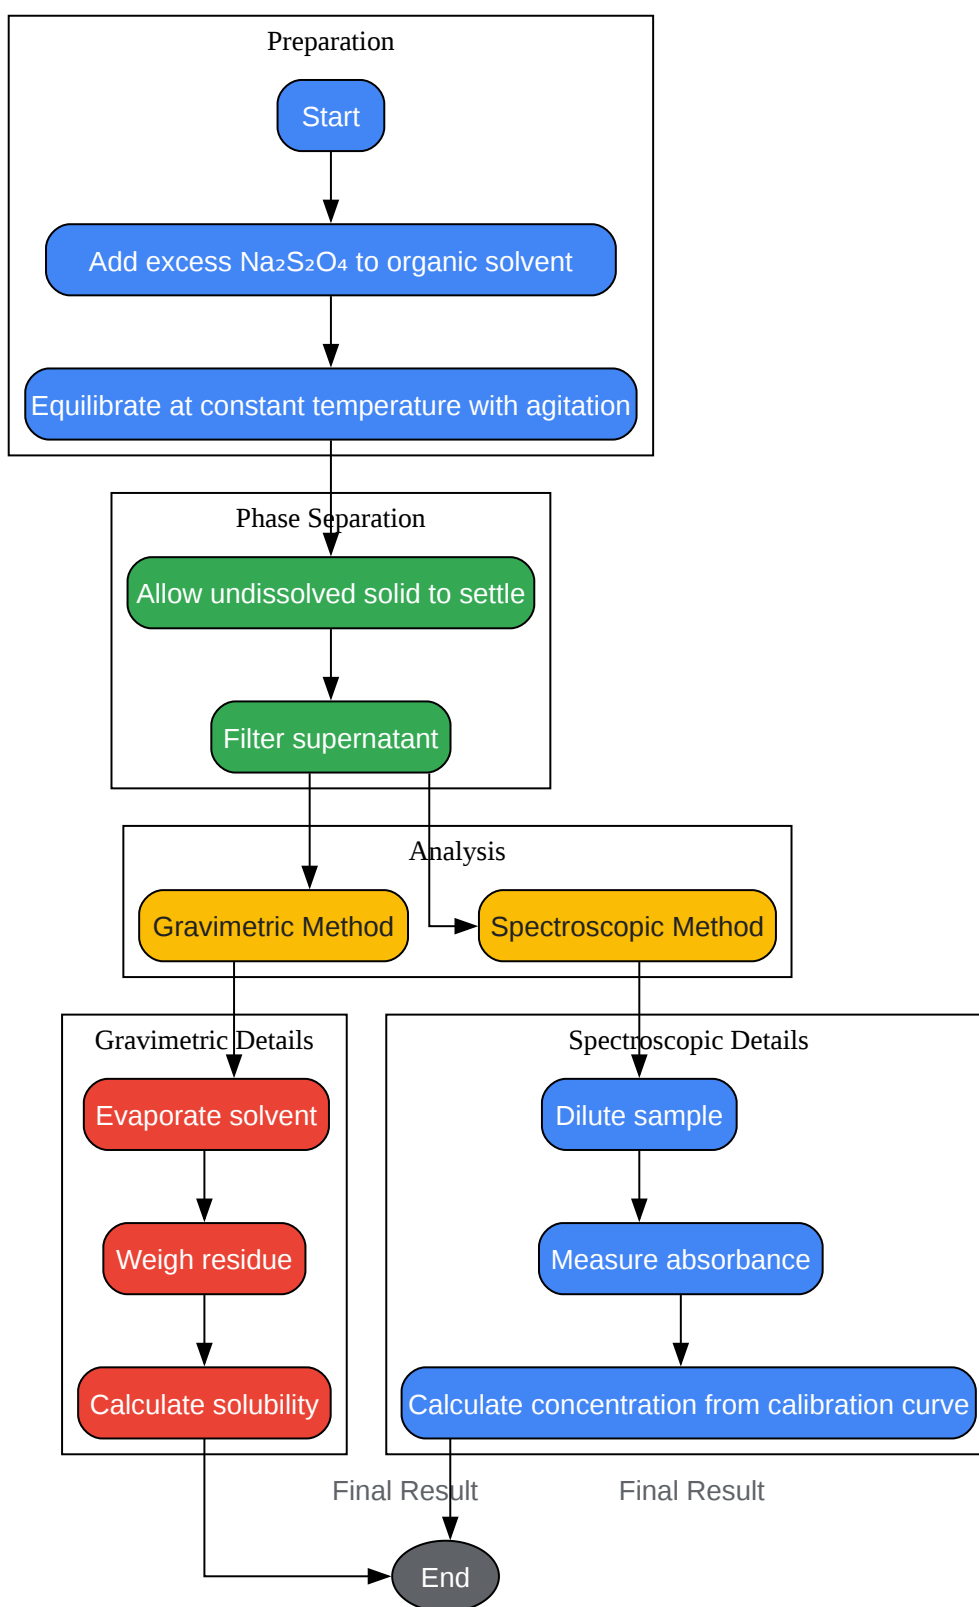 Preparation
Start
Add excess Na₂S₂O₄ to organic solvent
Equilibrate at constant temperature with agitation
Phase Separation
Allow undissolved solid to settle
Filter supernatant
Analysis
Gravimetric Method
Spectroscopic Method
Gravimetric Details
Evaporate solvent
Weigh residue
Calculate solubility
Spectroscopic Details
Dilute sample
Measure absorbance
Calculate concentration from calibration curve
Final Result
Final Result
End